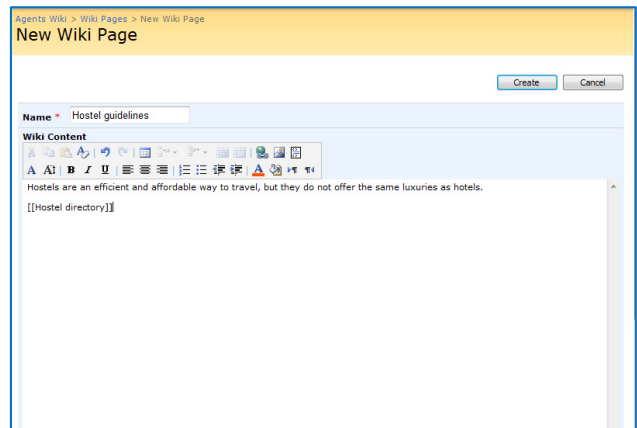 Agents Wiki > Wiki Pages > New Wiki Page
New Wiki Page
Create Cancel
Name * Hostel guidelines
Wiki Content
A A B I U A
Hostels are an efficient and affordable way to travel, but they do not offer the same luxuries as hotels.
[[Hostel directory]]